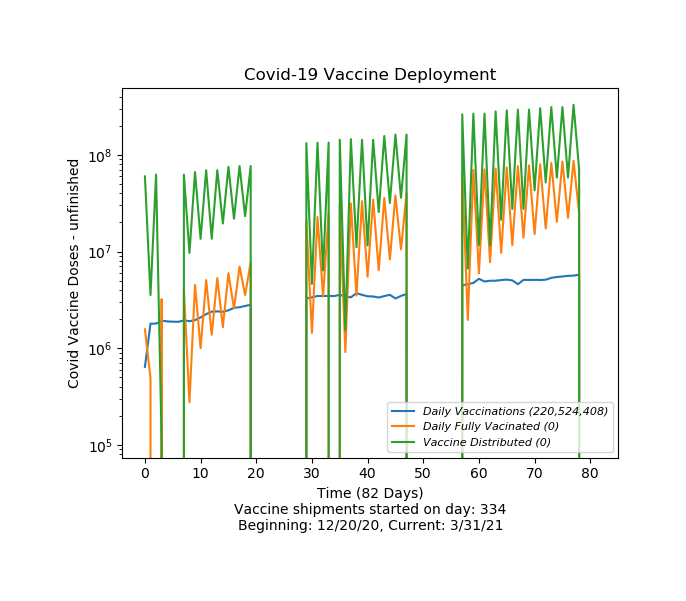 Covid-19 Vaccine Deployment
Covid Vaccine Doses - unfinished
10⁸
10⁷
10⁶
10⁵
0 10 20 30 40 50 60 70 80
Daily Vaccinations (220,524,408)
Daily Fully Vacinated (0)
Vaccine Distributed (0)
Time (82 Days)
Vaccine shipments started on day: 334
Beginning: 12/20/20, Current: 3/31/21